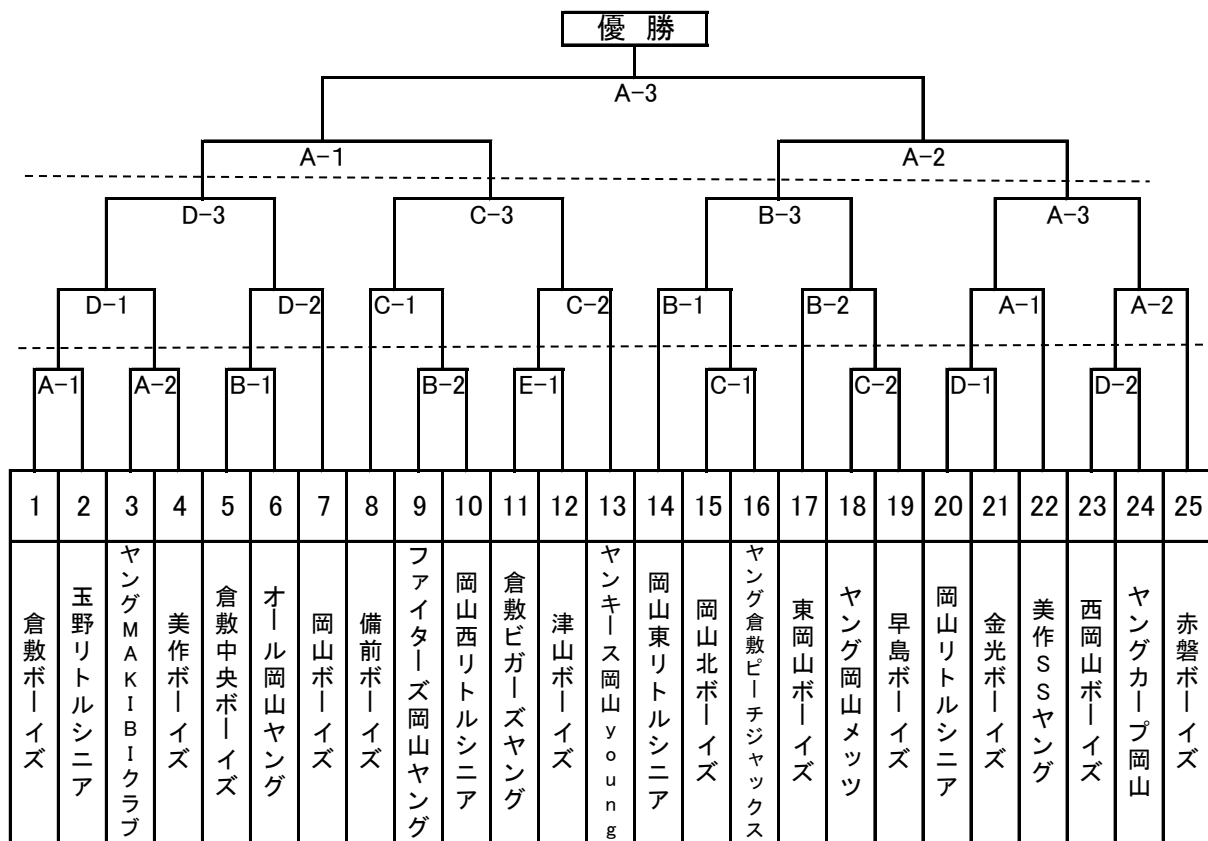 優 勝
A-3
A-1
A-2
D-3
C-3
B-3
A-3
D-1
D-2
C-1
C-2
B-1
B-2
A-1
A-2
A-1
A-2
B-1
B-2
E-1
C-1
C-2
D-1
D-2
1
2
3
4
5
6
7
8
9
10
11
12
13
14
15
16
17
18
19
20
21
22
23
24
25
倉敷ボーイズ
玉野リトルシニア
ヤングMAKIBIクラブ
美作ボーイズ
倉敷中央ボーイズ
オール岡山ヤング
岡山ボーイズ
備前ボーイズ
ファイターズ岡山ヤング
岡山西リトルシニア
倉敷ビガーズヤング
津山ボーイズ
ヤンキース岡山young
岡山東リトルシニア
岡山北ボーイズ
ヤング倉敷ピーチジャックス
東岡山ボーイズ
ヤング岡山メッツ
早島ボーイズ
岡山リトルシニア
金光ボーイズ
美作SSヤング
西岡山ボーイズ
ヤングカープ岡山
赤磐ボーイズ